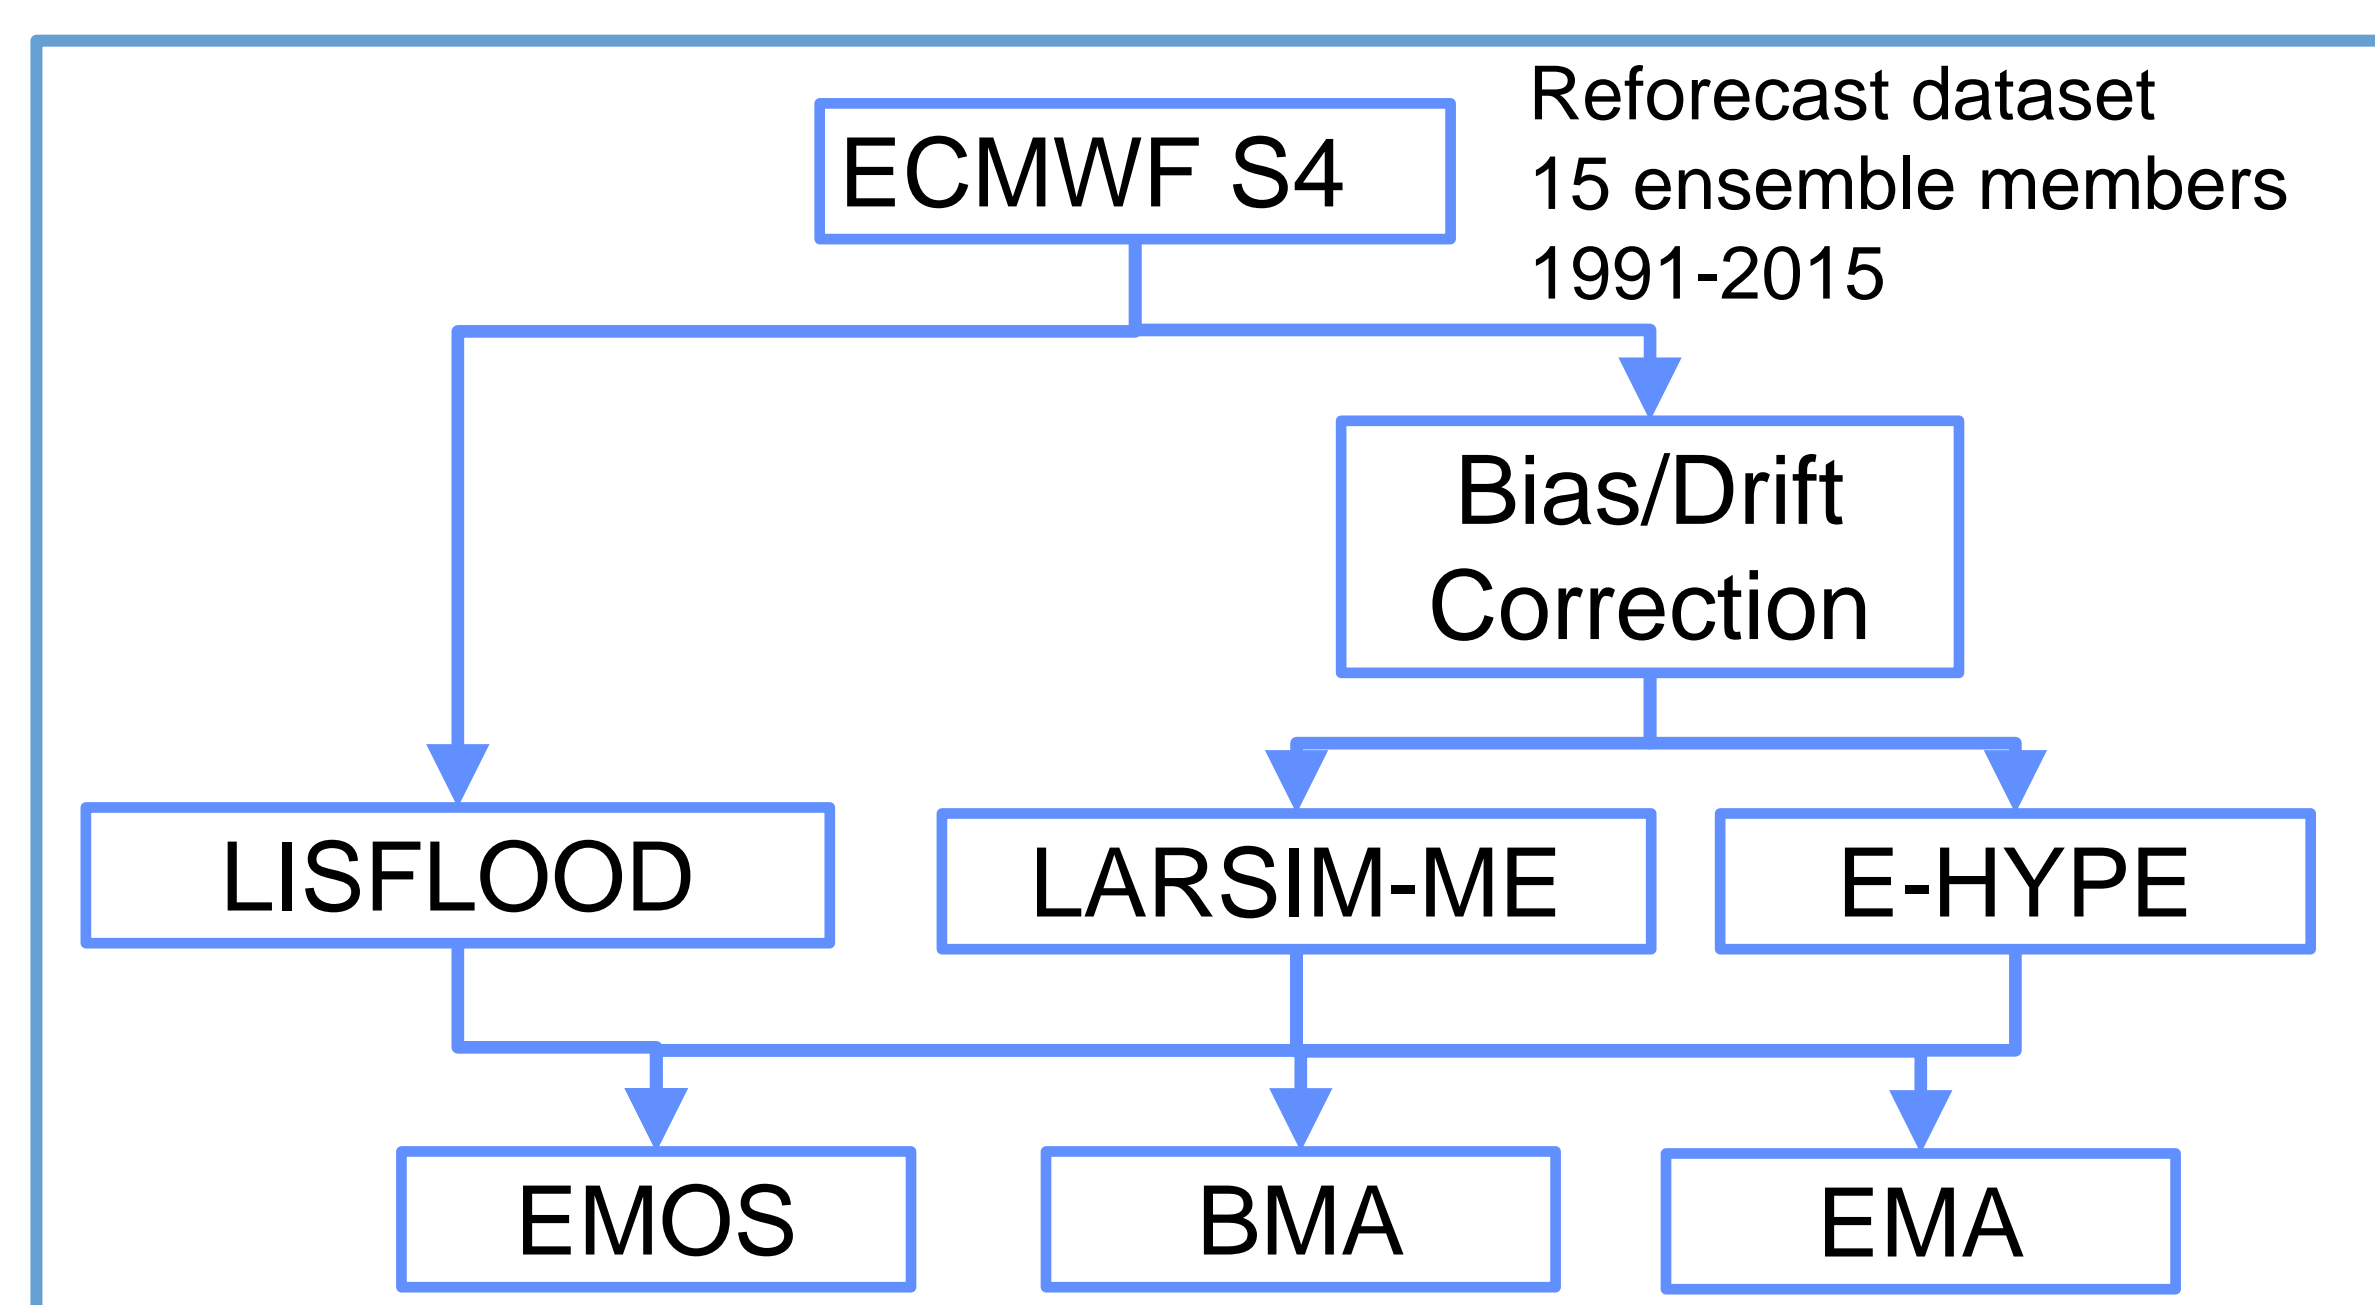 ECMWF S4
Reforecast dataset
15 ensemble members
1991-2015
Bias/Drift
Correction
LISFLOOD
LARSIM-ME
E-HYPE
EMOS
BMA
EMA